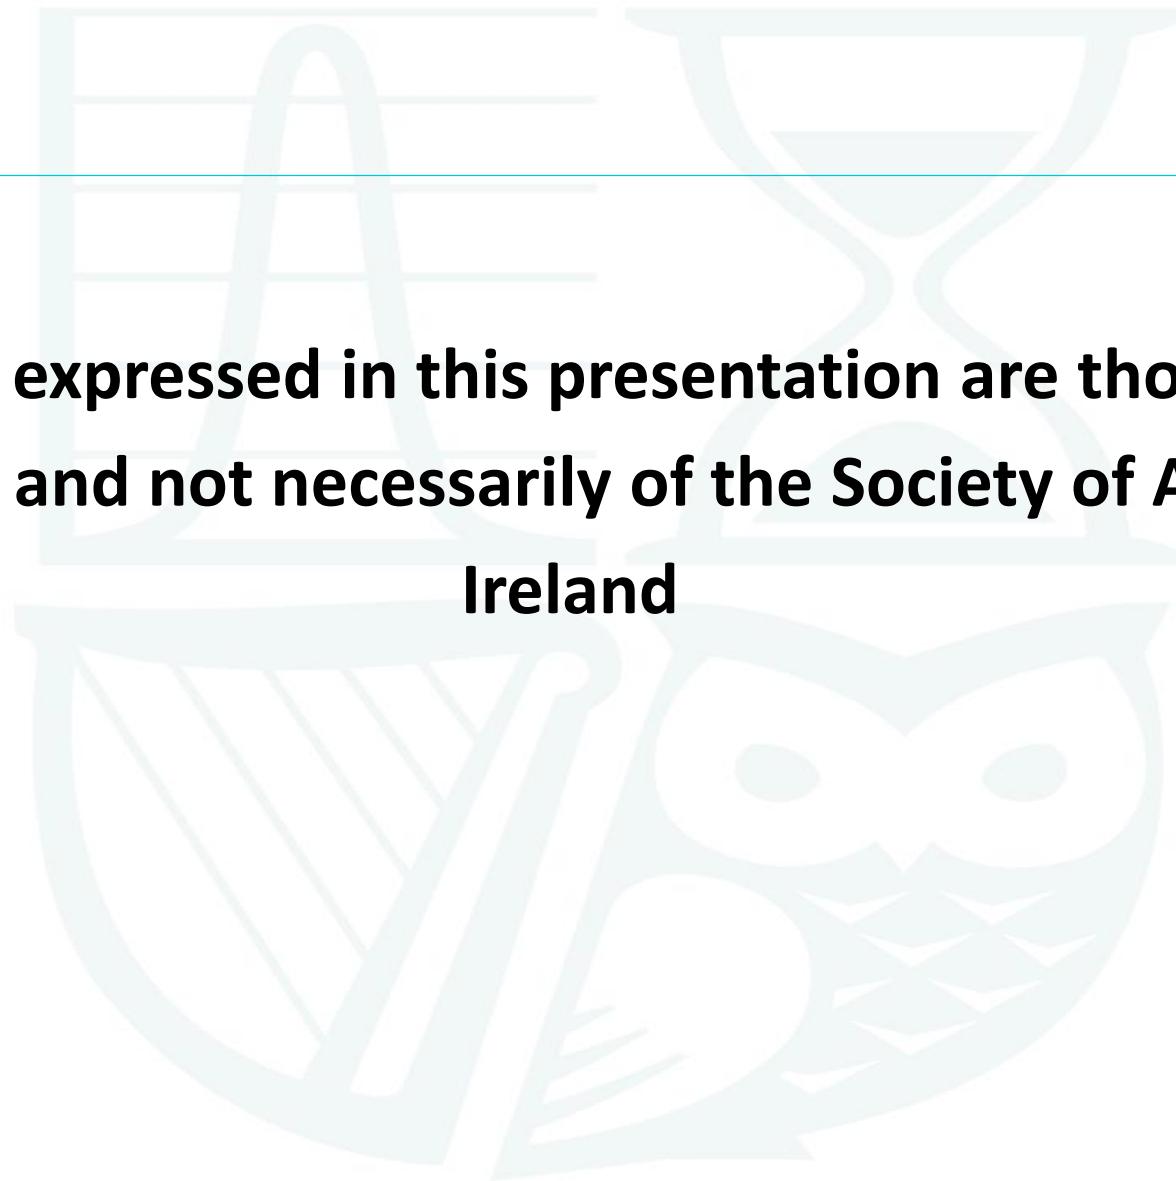 expressed in this presentation are tho
and not necessarily of the Society of A
Ireland